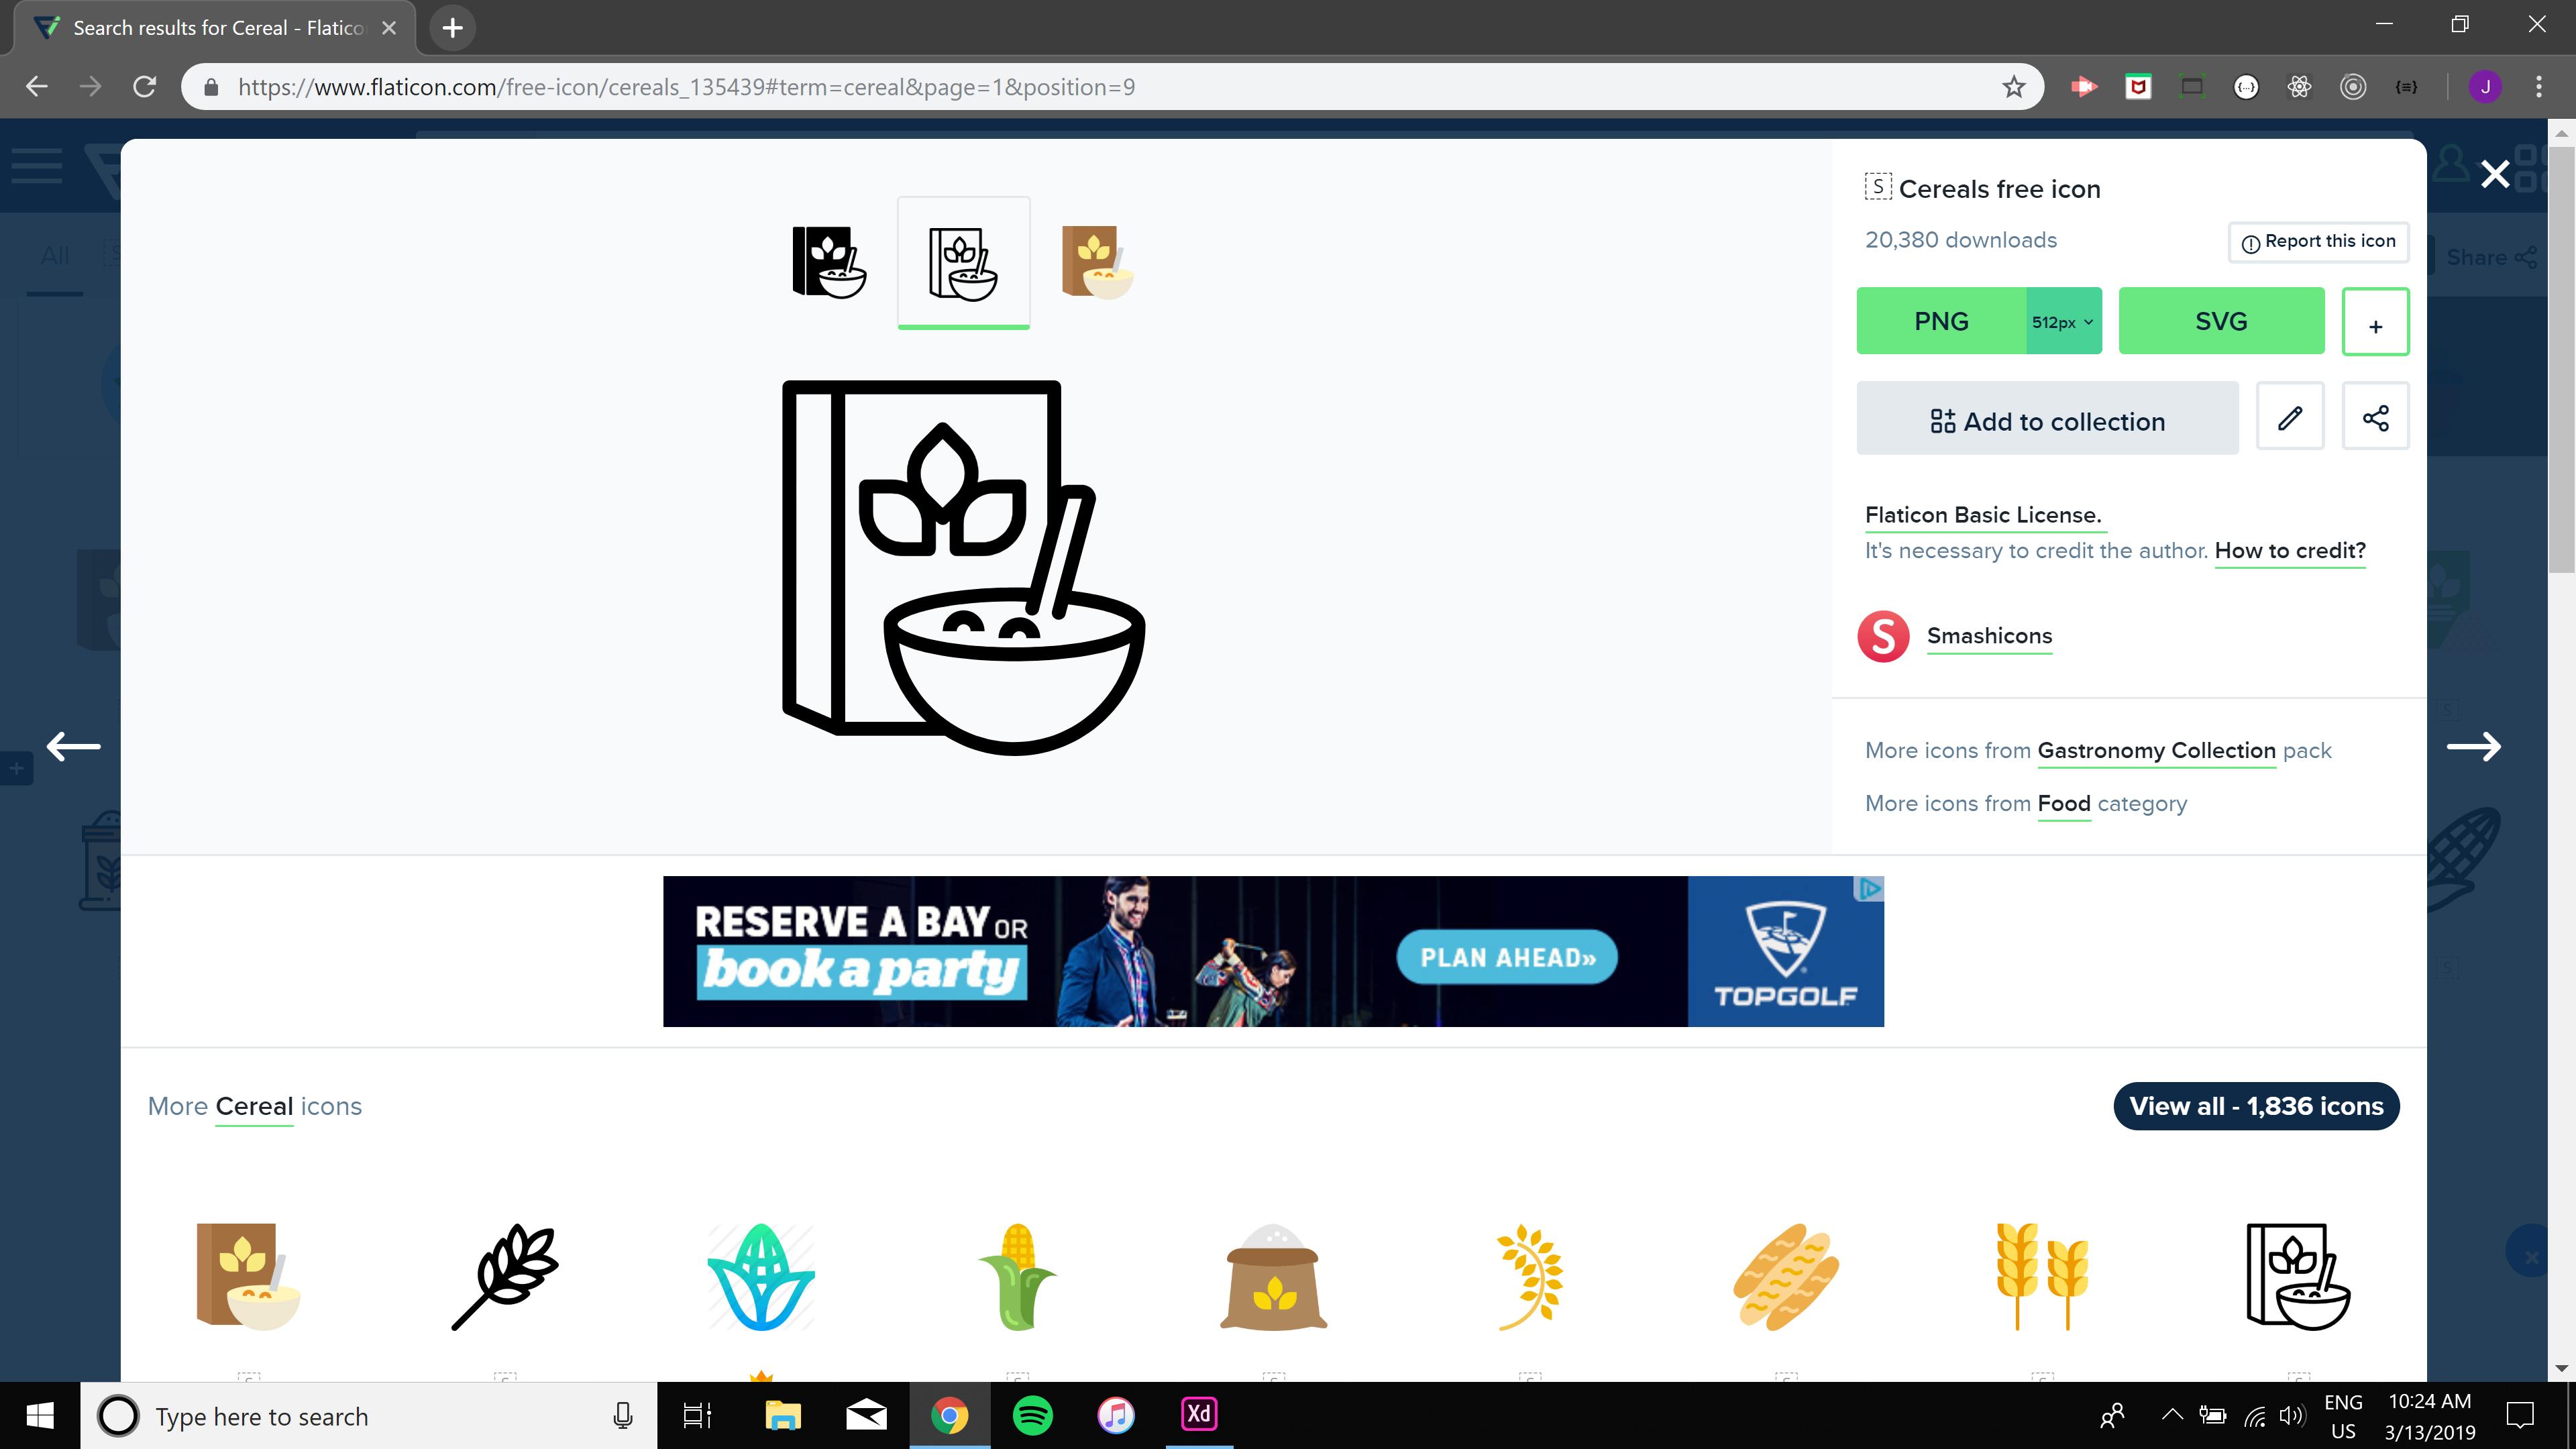 Search results for Cereal - Flatico
https://www.flaticon.com/free-icon/cereals_135439#term=cereal&page=1&position=9
J
All
Share
S Cereals free icon
20,380 downloads
Report this icon
PNG
512px
SVG
+
Add to collection
Flaticon Basic License.
It's necessary to credit the author. How to credit?
S Smashicons
More icons from Gastronomy Collection pack
More icons from Food category
RESERVE A BAY OR
book a party
PLAN AHEAD»
TOPGOLF
More Cereal icons
View all - 1,836 icons
Type here to search
Xd
ENG
US
10:24 AM
3/13/2019